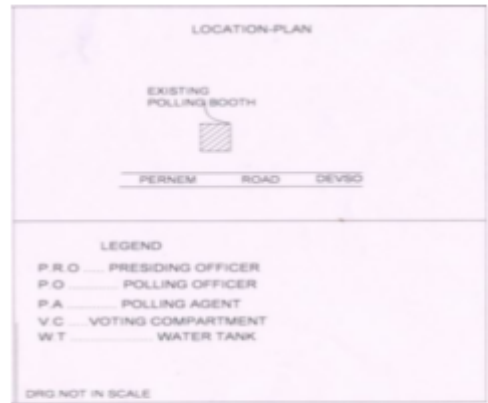 LOCATION-PLAN
EXISTING
POLLING BOOTH
PERNEM ROAD DEVSO
LEGEND
P.R.O ...... PRESIDING OFFICER
P.O .............. POLLING OFFICER
P.A .............. POLLING AGENT
V.C .... VOTING COMPARTMENT
W.T ....................... WATER TANK
DRG.NOT IN SCALE